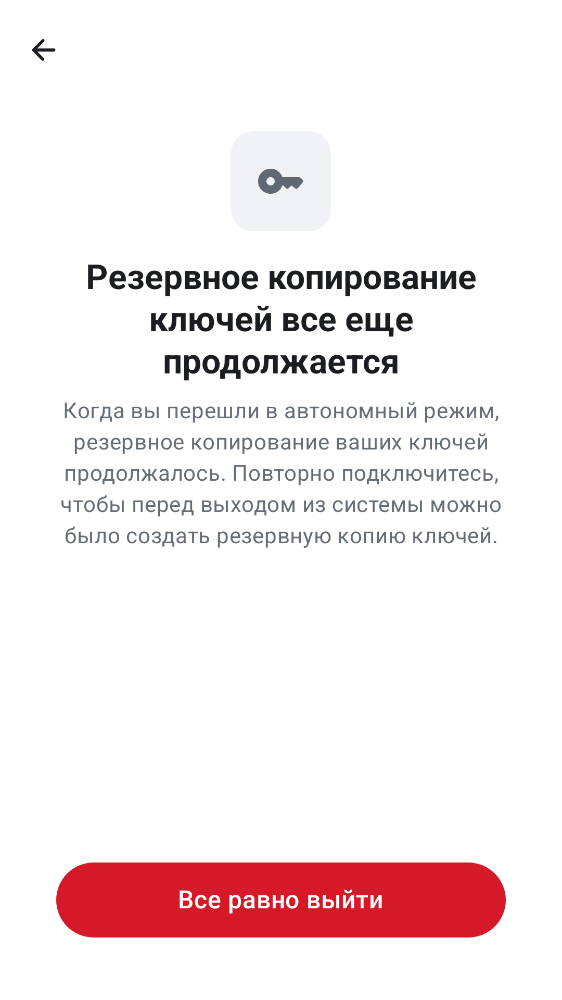 Резервное копирование
ключей все еще
продолжается
Когда вы перешли в автономный режим,
резервное копирование ваших ключей
продолжалось. Повторно подключитесь,
чтобы перед выходом из системы можно
было создать резервную копию ключей.
Все равно выйти